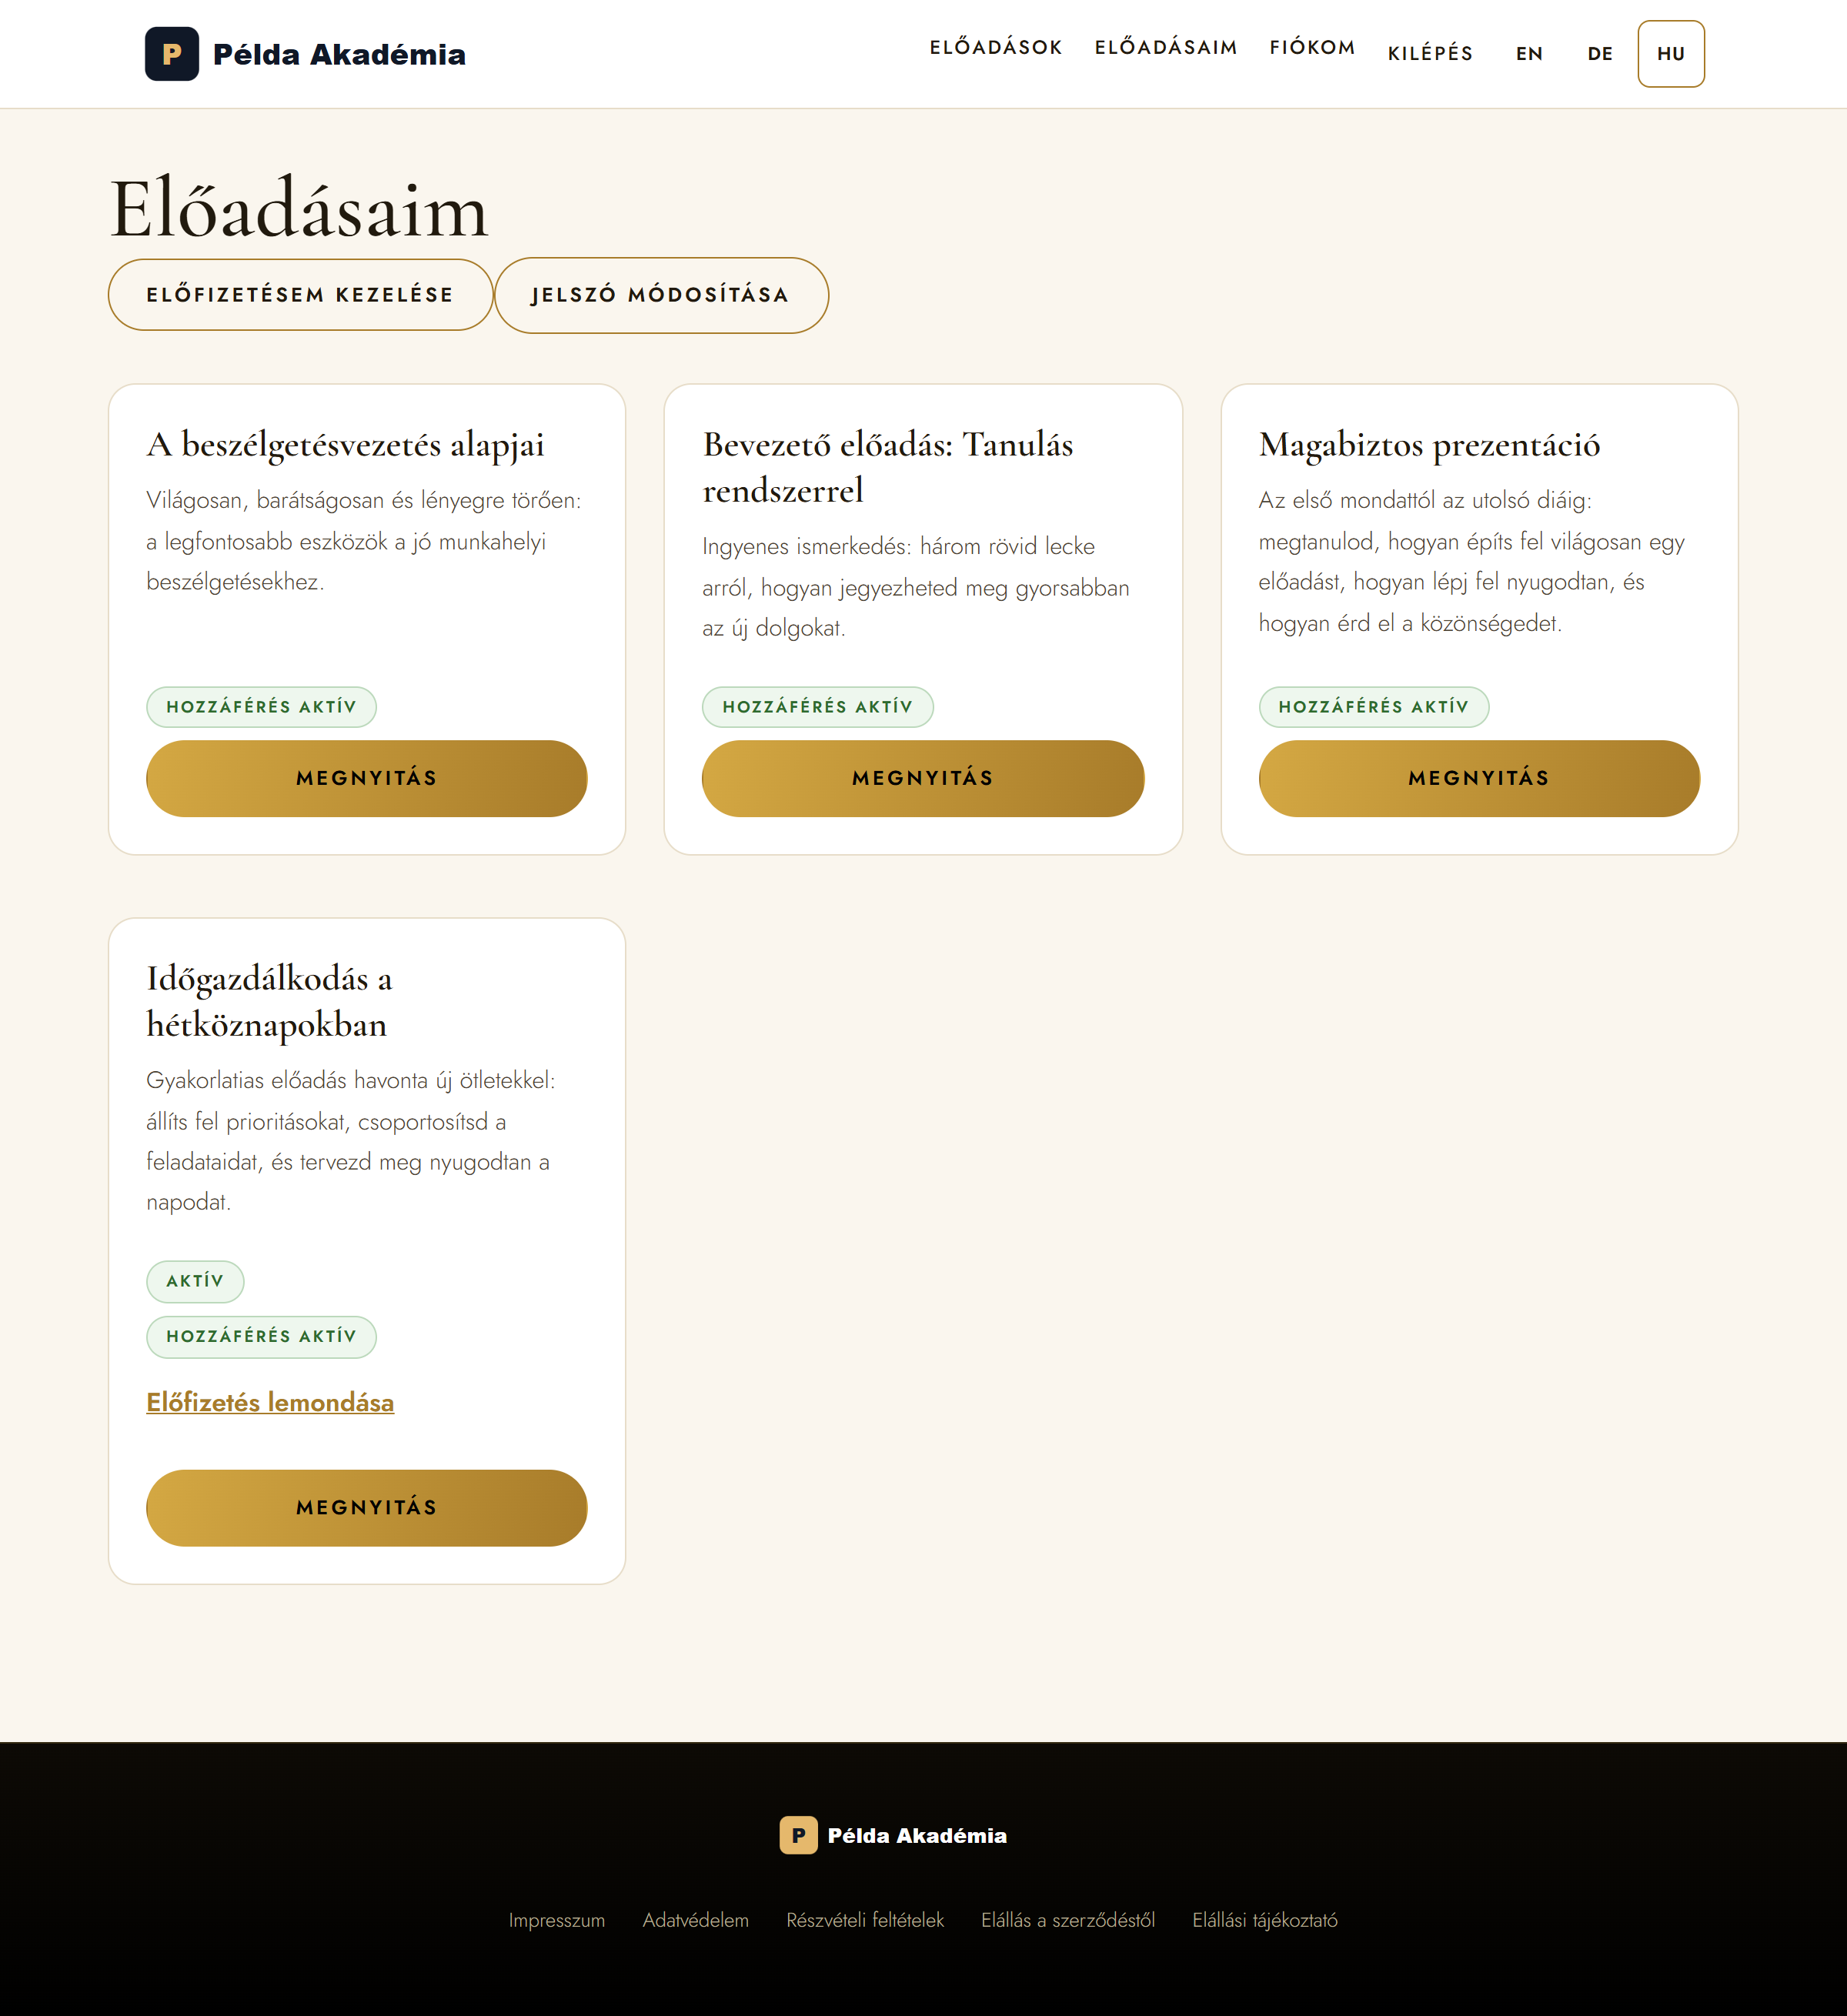 P Példa Akadémia
ELŐADÁSOK ELŐADÁSAIM FIÓKOM KILÉPÉS EN DE HU
Előadásaim
ELŐFIZETÉSEM KEZELÉSE JELSZÓ MÓDOSÍTÁSA
A beszélgetésvezetés alapjai
Világosan, barátságosan és lényegre törően:
a legfontosabb eszközök a jó munkahelyi
beszélgetésekhez.
HOZZÁFÉRÉS AKTÍV
MEGNYITÁS
Bevezető előadás: Tanulás
rendszerrel
Ingyenes ismerkedés: három rövid lecke
arról, hogyan jegyezheted meg gyorsabban
az új dolgokat.
HOZZÁFÉRÉS AKTÍV
MEGNYITÁS
Magabiztos prezentáció
Az első mondattól az utolsó diáig:
megtanulod, hogyan építs fel világosan egy
előadást, hogyan lépj fel nyugodtan, és
hogyan érd el a közönségedet.
HOZZÁFÉRÉS AKTÍV
MEGNYITÁS
Időgazdálkodás a
hétköznapokban
Gyakorlatias előadás havonta új ötletekkel:
állíts fel prioritásokat, csoportosítsd a
feladataidat, és tervezd meg nyugodtan a
napodat.
AKTÍV
HOZZÁFÉRÉS AKTÍV
Előfizetés lemondása
MEGNYITÁS
P Példa Akadémia
Impresszum Adatvédelem Részvételi feltételek Elállás a szerződéstől Elállási tájékoztató